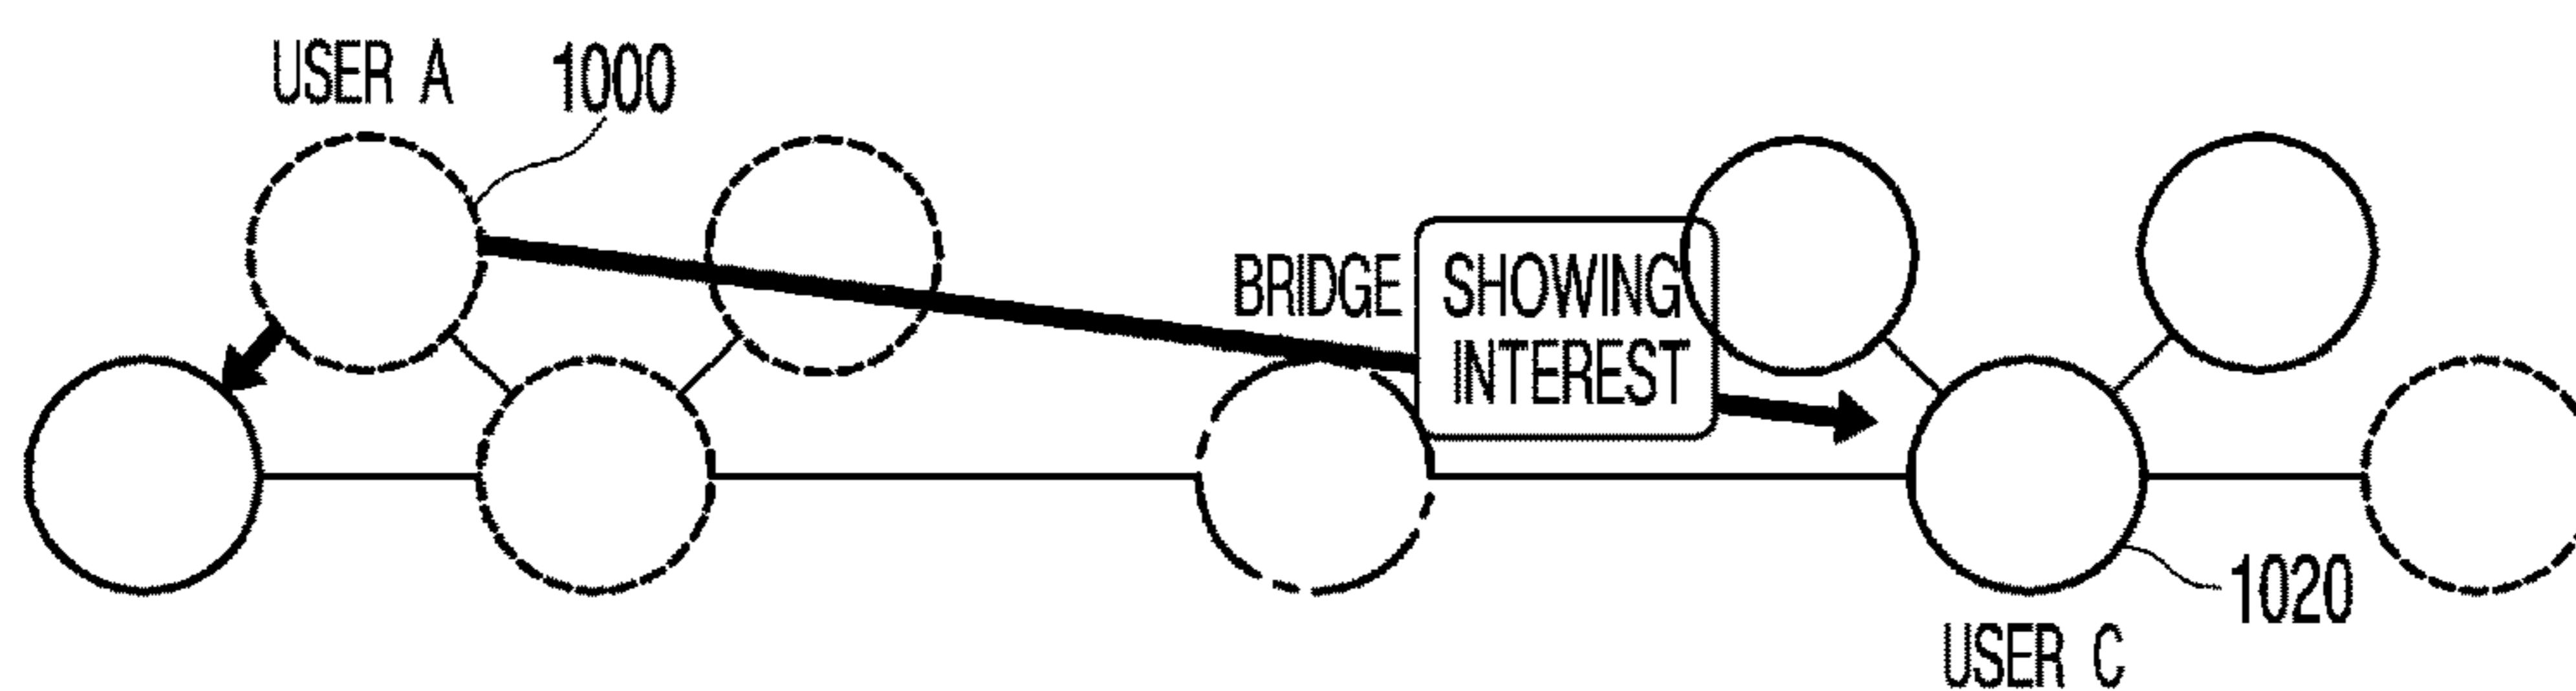 USER A
1000
BRIDGE
SHOWING
INTEREST
1020
USER C